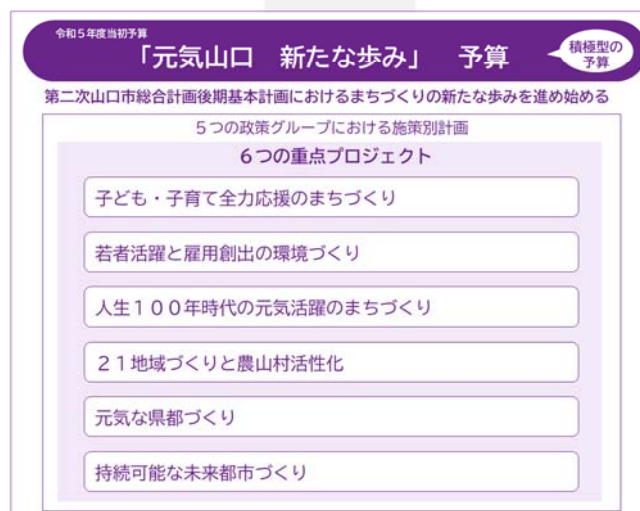 令和５年度当初予算
「元気山口　新たな歩み」　予算
積極型の
予算
第二次山口市総合計画後期基本計画におけるまちづくりの新たな歩みを進め始める
５つの政策グループにおける施策別計画
６つの重点プロジェクト
子ども・子育て全力応援のまちづくり
若者活躍と雇用創出の環境づくり
人生１００年時代の元気活躍のまちづくり
２１地域づくりと農山村活性化
元気な県都づくり
持続可能な未来都市づくり